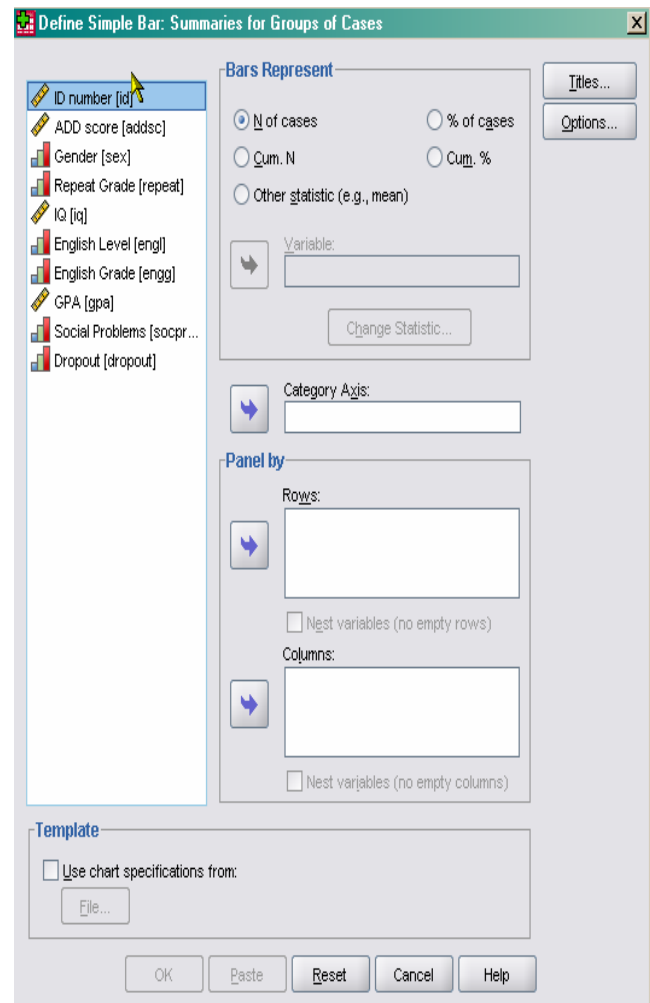 Define Simple Bar: Summaries for Groups of Cases
ID number [id]
ADD score [addsc]
Gender [sex]
Repeat Grade [repeat]
IQ [iq]
English Level [engl]
English Grade [engg]
GPA [gpa]
Social Problems [socpr...
Dropout [dropout]
Bars Represent
N of cases
% of cases
Cum. N
Cum. %
Other statistic (e.g., mean)
Variable:
Change Statistic...
Category Axis:
Panel by
Rows:
Nest variables (no empty rows)
Columns:
Nest variables (no empty columns)
Titles...
Options...
Template
Use chart specifications from:
File...
OK
Paste
Reset
Cancel
Help